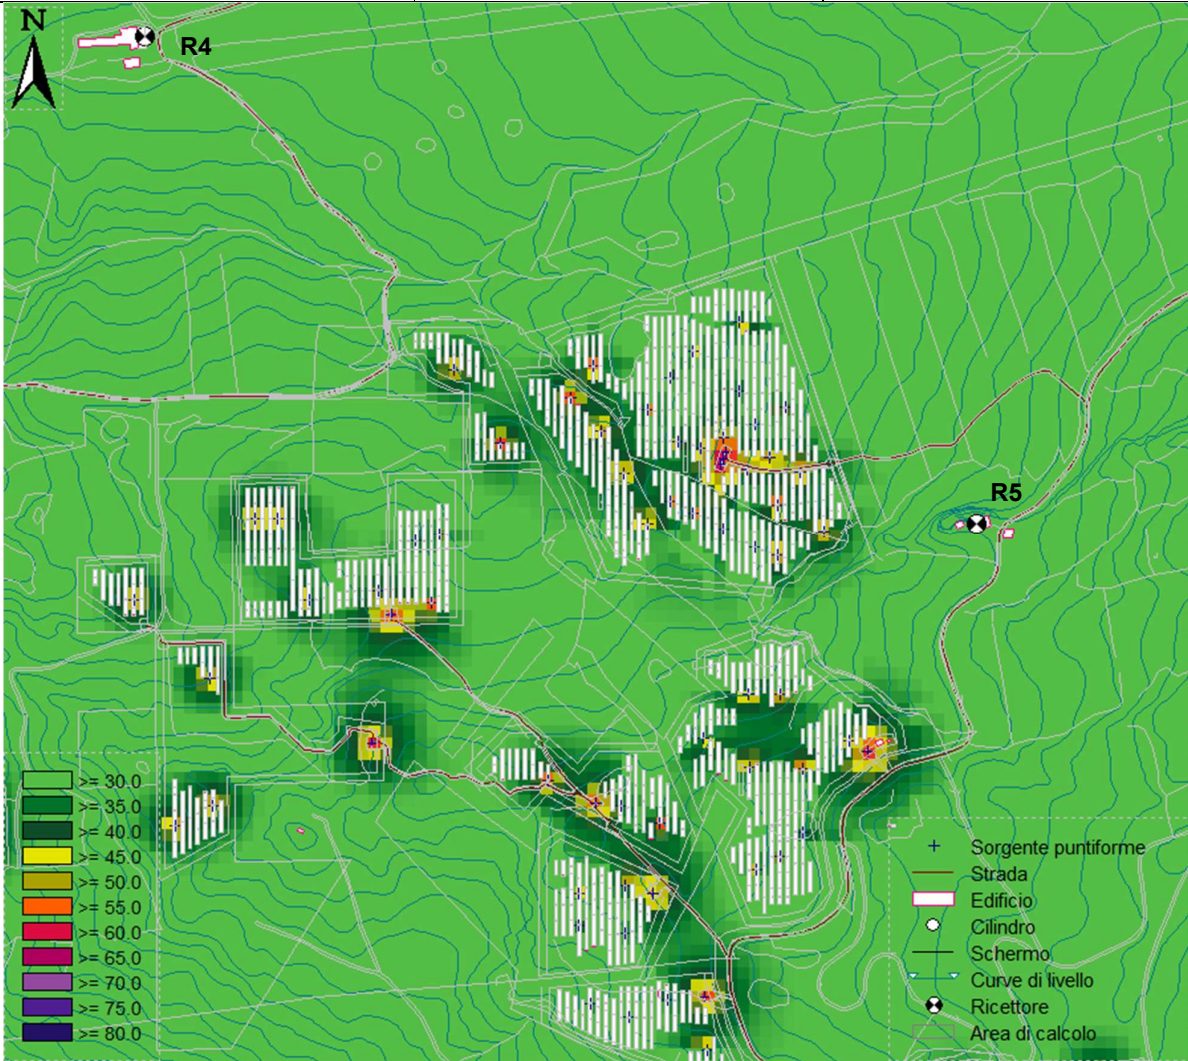 N
R4
R5
>= 30.0
>= 35.0
>= 40.0
>= 45.0
>= 50.0
>= 55.0
>= 60.0
>= 65.0
>= 70.0
>= 75.0
>= 80.0
Sorgente puntiforme
Strada
Edificio
Cilindro
Schermo
Curve di livello
Ricettore
Area di calcolo